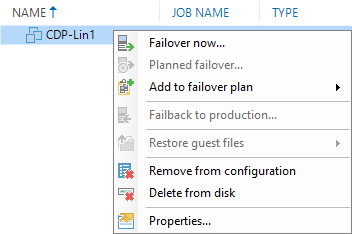 NAME JOB NAME TYPE
CDP-Lin1
Failover now...
Planned failover...
Add to failover plan
Failback to production...
Restore guest files
Remove from configuration
Delete from disk
Properties...